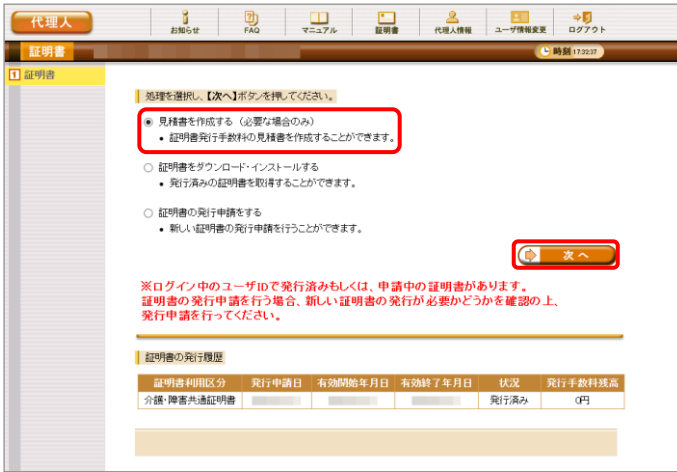 代理人
お知らせ
FAQ
マニュアル
証明書
代理人情報
ユーザ情報変更
ログアウト
証明書
時刻 17:32:37
1 証明書
処理を選択し、【次へ】ボタンを押してください。
見積書を作成する（必要な場合のみ）
• 証明書発行手数料の見積書を作成することができます。
証明書をダウンロード・インストールする
• 発行済みの証明書を取得することができます。
証明書の発行申請をする
• 新しい証明書の発行申請を行うことができます。
次へ
※ログイン中のユーザIDで発行済みもしくは、申請中の証明書があります。
証明書の発行申請を行う場合、新しい証明書の発行が必要かどうかを確認の上、
発行申請を行ってください。
証明書の発行履歴
証明書利用区分 発行申請日 有効開始年月日 有効終了年月日 状況 発行手数料残高
介護・障害共通証明書 発行済み 0円